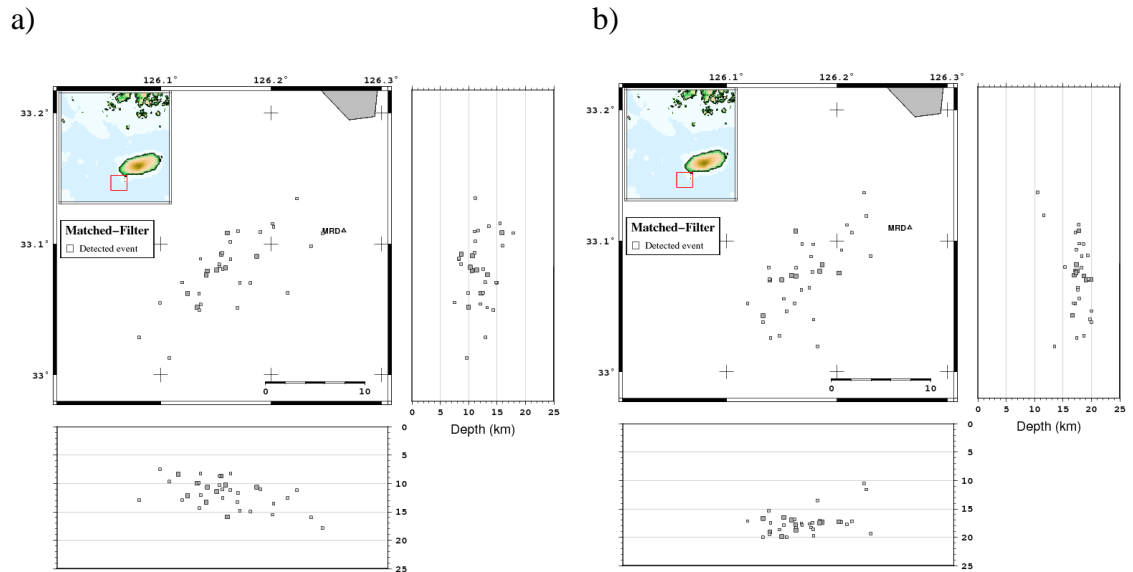 a)
b)
126.1° 126.2° 126.3°
33.2°
33.1°
33°
Matched−Filter
Detected event
MRD
0 10
0 5 10 15 20 25
Depth (km)
0
5
10
15
20
25
126.1° 126.2° 126.3°
33.2°
33.1°
33°
Matched−Filter
Detected event
MRD
0 10
0 5 10 15 20 25
Depth (km)
0
5
10
15
20
25